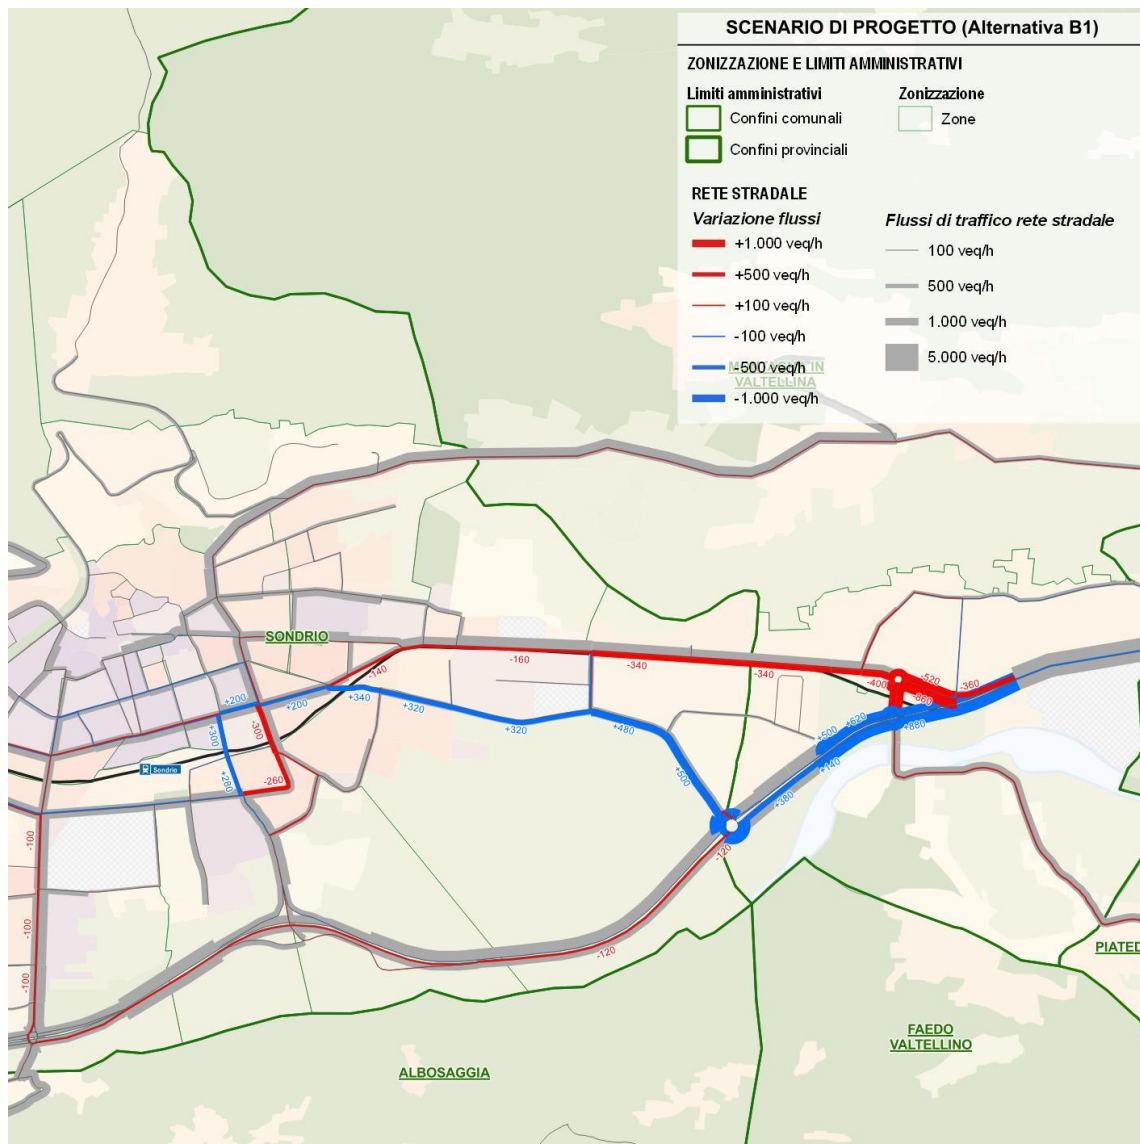 SCENARIO DI PROGETTO (Alternativa B1)
ZONIZZAZIONE E LIMITI AMMINISTRATIVI
Limiti amministrativi
Confini comunali
Confini provinciali
Zonizzazione
Zone
RETE STRADALE
Variazione flussi
+1.000 veq/h
+500 veq/h
+100 veq/h
-100 veq/h
-500 veq/h
-1.000 veq/h
Flussi di traffico rete stradale
100 veq/h
500 veq/h
1.000 veq/h
5.000 veq/h
IN
VALTELLINA
SONDRIO
-140
-160
-340
-340
-400
-520
-860
-360
+200
+200
+340
+320
+320
+480
+500
+500
+620
+880
+140
+380
+300
-300
+280
-260
Sondrio
-120
-120
-100
-100
-100
PIATED
FAEDO
VALTELLINO
ALBOSAGGIA